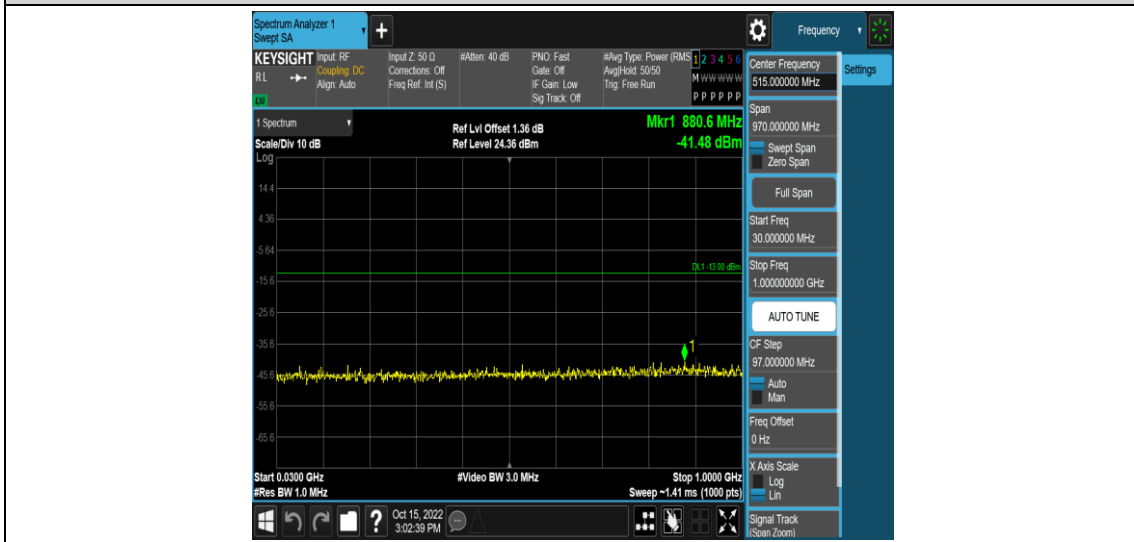 Spectrum Analyzer 1
Swept SA
+
Frequency
KEYSIGHT
RL
LXI
Input: RF
Coupling: DC
Align: Auto
Input Z: 50 Ω
Corrections: Off
Freq Ref: Int (S)
#Atten: 40 dB
PNO: Fast
Gate: Off
IF Gain: Low
Sig Track: Off
#Avg Type: Power (RMS
Avg|Hold: 50/50
Trig: Free Run
1 2 3 4 5 6
M W W W W W
P P P P P P
1 Spectrum
Scale/Div 10 dB
Log
Ref Lvl Offset 1.36 dB
Ref Level 24.36 dBm
Mkr1 880.6 MHz
-41.48 dBm
14.4
4.36
-5.64
DL1 -13.00 dBm
-15.6
-25.6
-35.6
1
-45.6
-55.6
-65.6
Start 0.0300 GHz
#Res BW 1.0 MHz
#Video BW 3.0 MHz
Stop 1.0000 GHz
Sweep ~1.41 ms (1000 pts)
?
Oct 15, 2022
3:02:39 PM
Center Frequency
515.000000 MHz
Settings
Span
970.000000 MHz
Swept Span
Zero Span
Full Span
Start Freq
30.000000 MHz
Stop Freq
1.000000000 GHz
AUTO TUNE
CF Step
97.000000 MHz
Auto
Man
Freq Offset
0 Hz
X Axis Scale
Log
Lin
Signal Track
(Span Zoom)